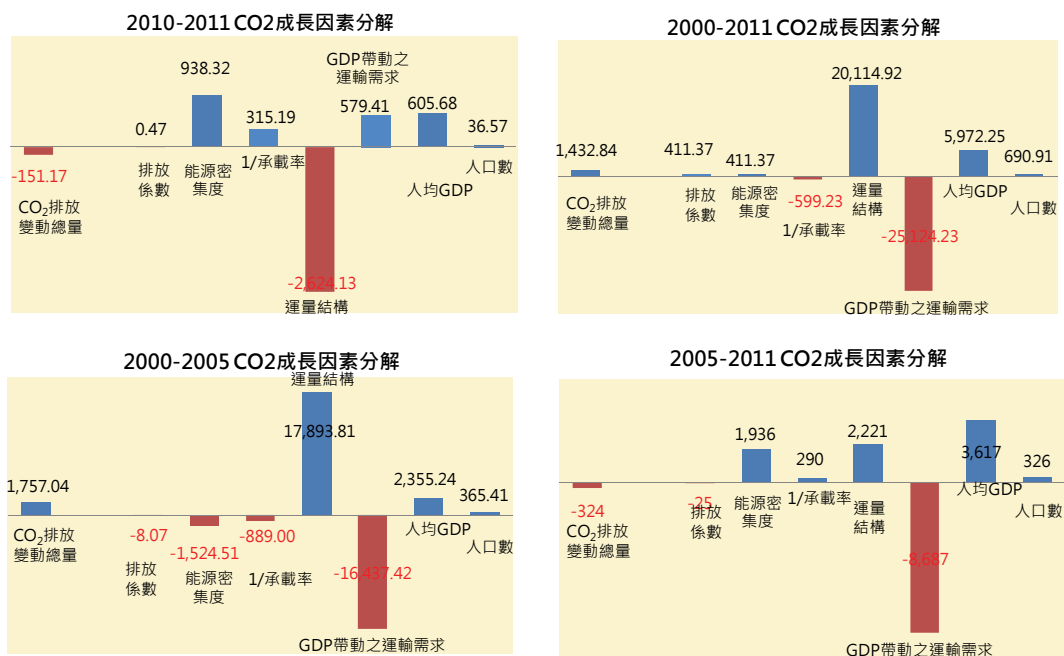 2010-2011 CO2成長因素分解
938.32
GDP帶動之
運輸需求
579.41
605.68
315.19
0.47
36.57
-151.17
排放
係數
能源密
集度
1/承載率
人口數
人均GDP
CO₂排放
變動總量
-2,624.13
運量結構
2000-2011 CO2成長因素分解
20,114.92
5,972.25
1,432.84
411.37
411.37
690.91
CO₂排放
變動總量
排放
係數
能源密
集度
-599.23
1/承載率
運量
結構
人均GDP
人口數
-25,124.23
GDP帶動之運輸需求
2000-2005 CO2成長因素分解
運量結構
17,893.81
1,757.04
2,355.24
365.41
CO₂排放
變動總量
-8.07
-1,524.51
-889.00
人均GDP
人口數
排放
係數
能源密
集度
1/承載率
-16,437.42
GDP帶動之運輸需求
2005-2011 CO2成長因素分解
1,936
290
2,221
3,617
326
-324
-25
CO₂排放
變動總量
排放
係數
能源密
集度
1/承載率
運量
結構
人均GDP
人口數
-8,687
GDP帶動之運輸需求